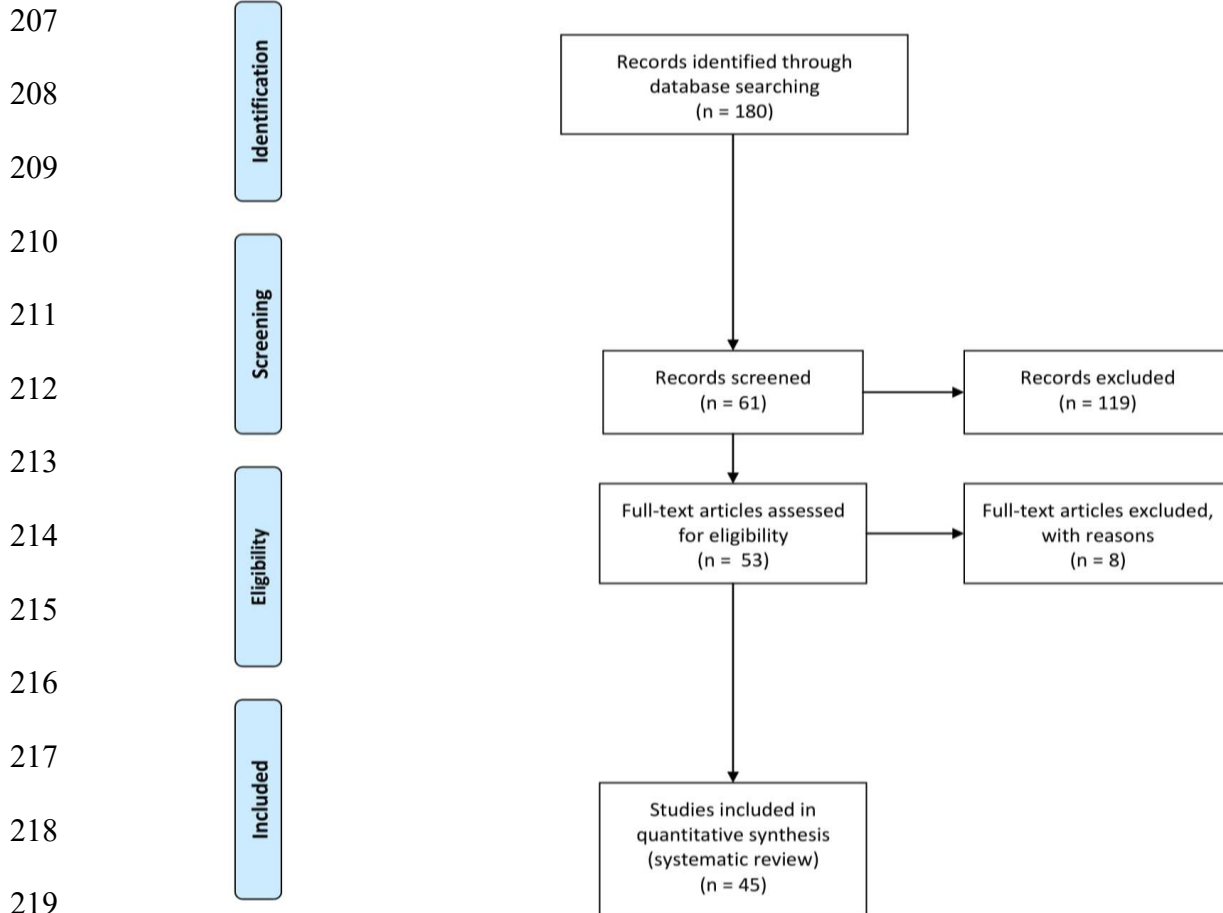 207
208
209
210
211
212
213
214
215
216
217
218
219
Identification
Screening
Eligibility
Included
Records identified through
database searching
(n = 180)
Records screened
(n = 61)
Records excluded
(n = 119)
Full-text articles assessed
for eligibility
(n =  53)
Full-text articles excluded,
with reasons
(n = 8)
Studies included in
quantitative synthesis
(systematic review)
(n = 45)